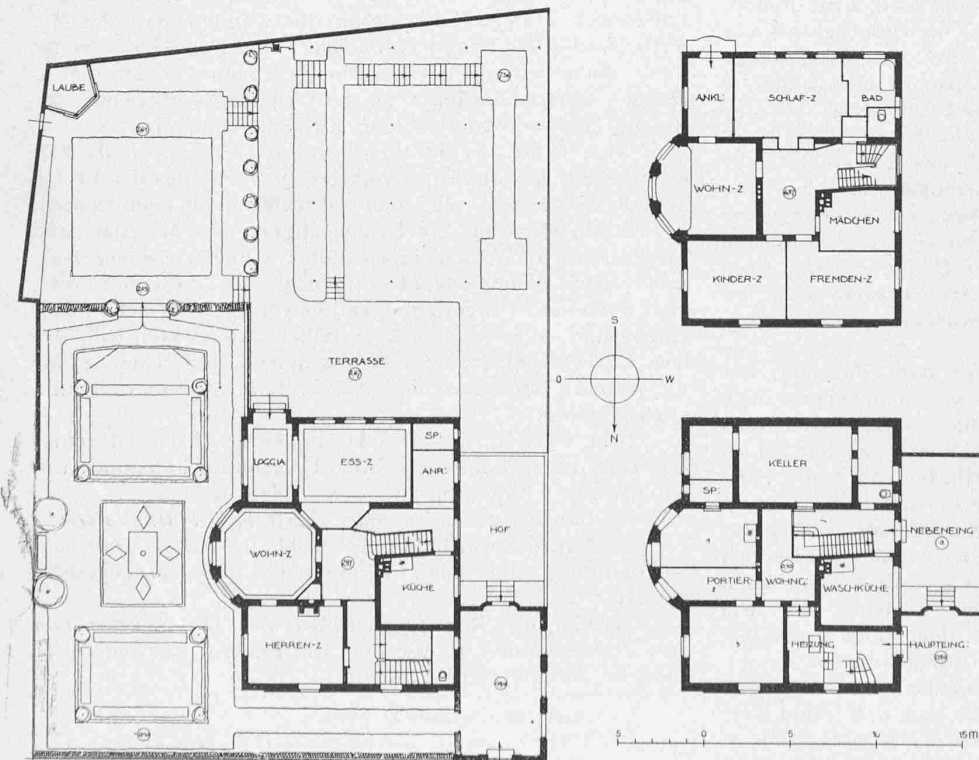 LAUBE
ANKL:
SCHLAF-Z
BAD
WOHN-Z
MÄDCHEN
KINDER-Z
FREMDEN-Z
S
O
W
N
TERRASSE
LOGGIA
ESS-Z
SP:
ANR:
HOF
WOHN-Z
KÜCHE
HERREN-Z
KELLER
SP:
NEBENEING:
PORTIER-
WOHNG:
WASCHKÜCHE
HEIZUNG
HAUPTEING:
5
0
5
10
15m